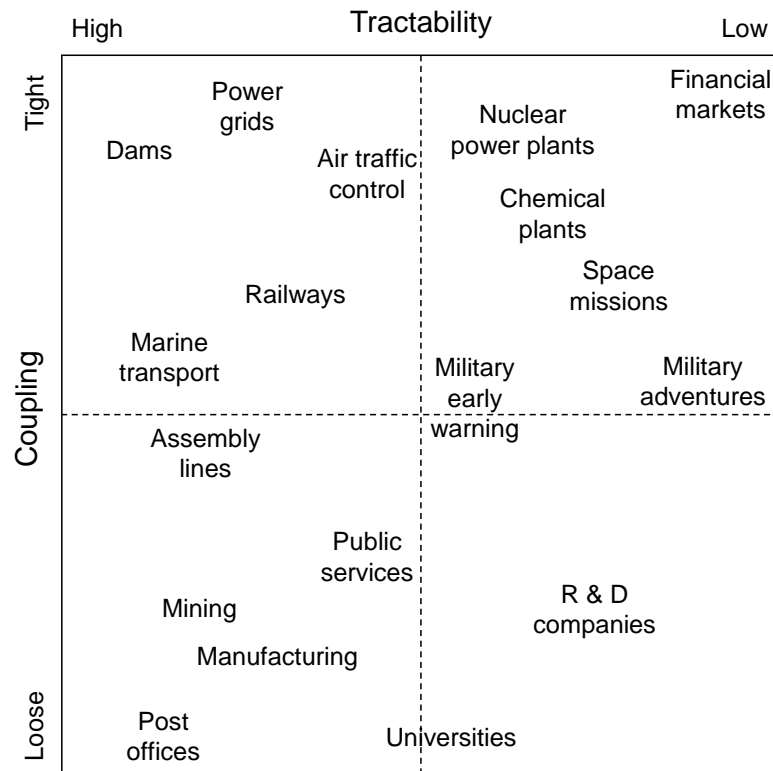 High
Tractability
Low
Tight
Coupling
Loose
Power
grids
Financial
markets
Nuclear
power plants
Dams
Air traffic
control
Chemical
plants
Space
missions
Railways
Marine
transport
Military
early
warning
Military
adventures
Assembly
lines
Public
services
R & D
companies
Mining
Manufacturing
Post
offices
Universities